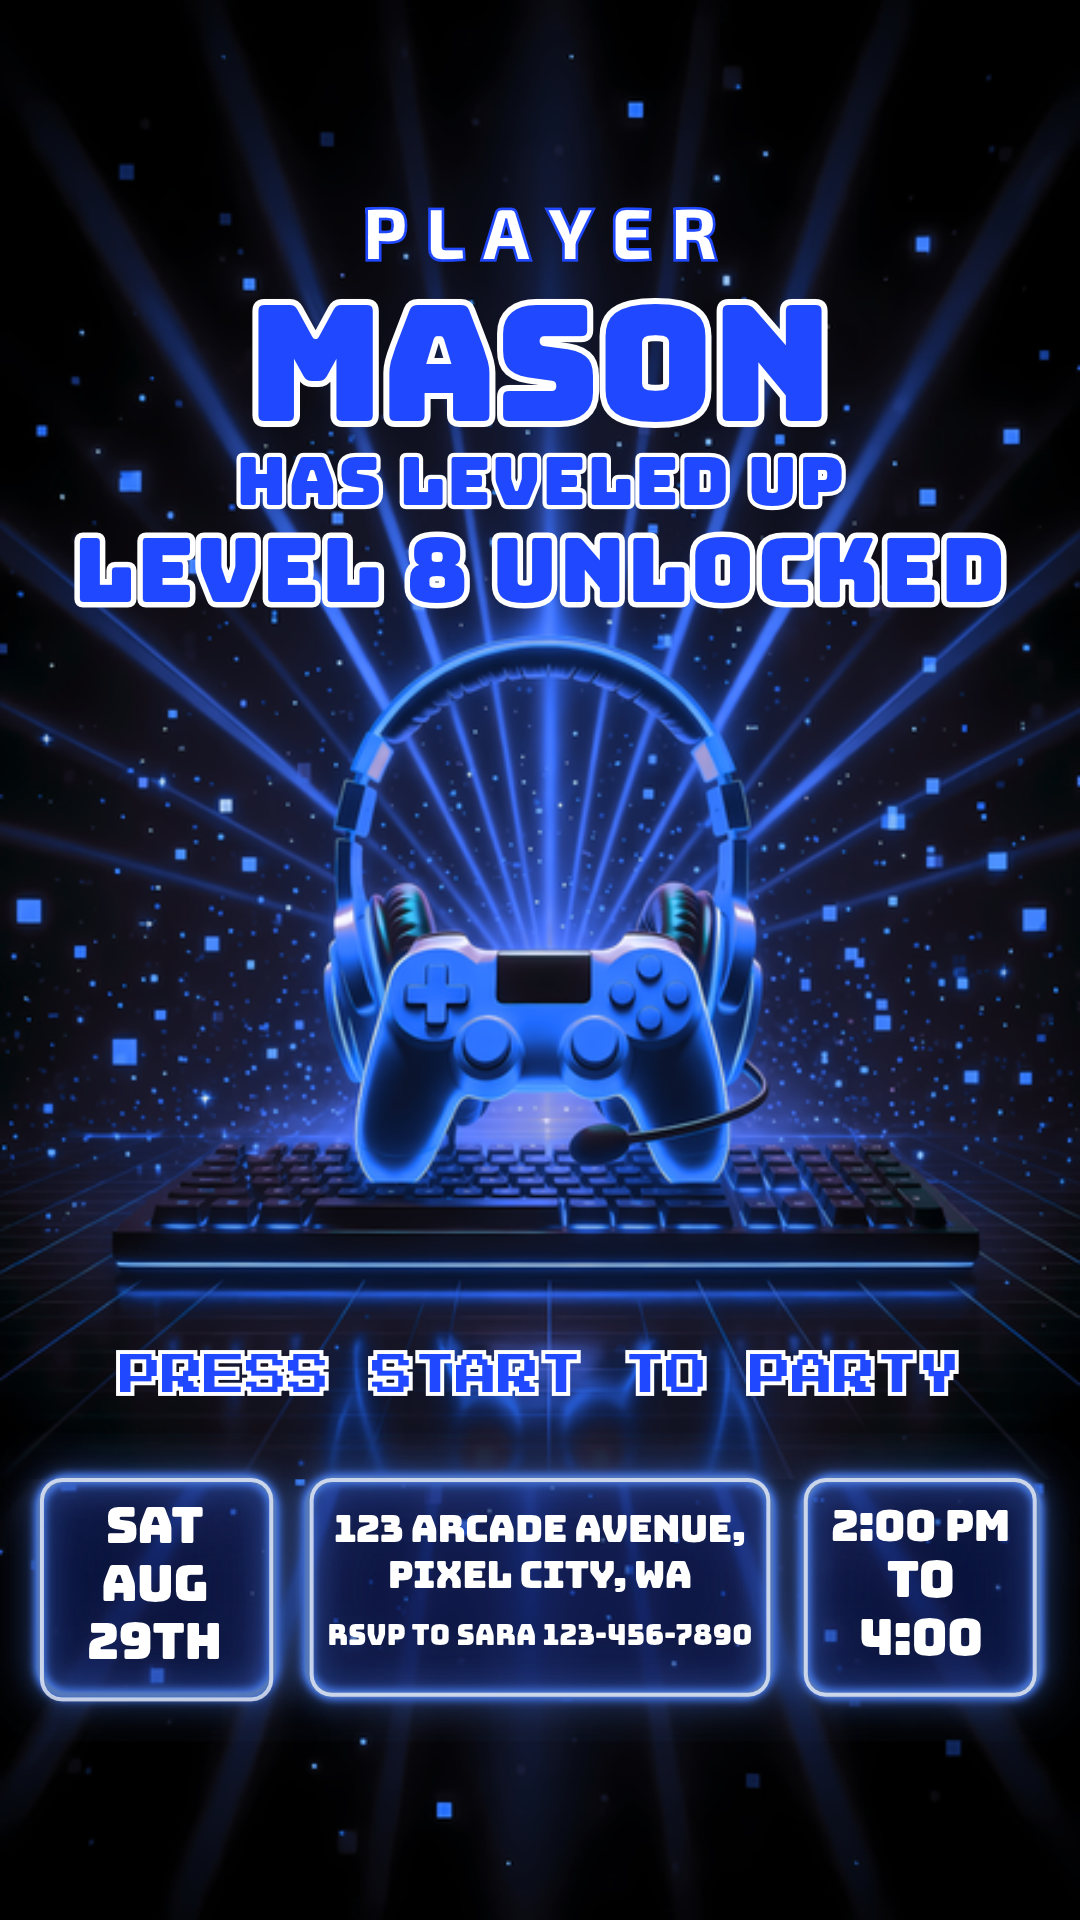 PLAYER
MASON
HAS LEVELED UP
LEVEL 8 UNLOCKED
PRESS START TO PARTY
SAT
AUG
29TH
123 ARCADE AVENUE,
PIXEL CITY, WA
RSVP TO SARA 123-456-7890
2:00 PM
TO
4:00